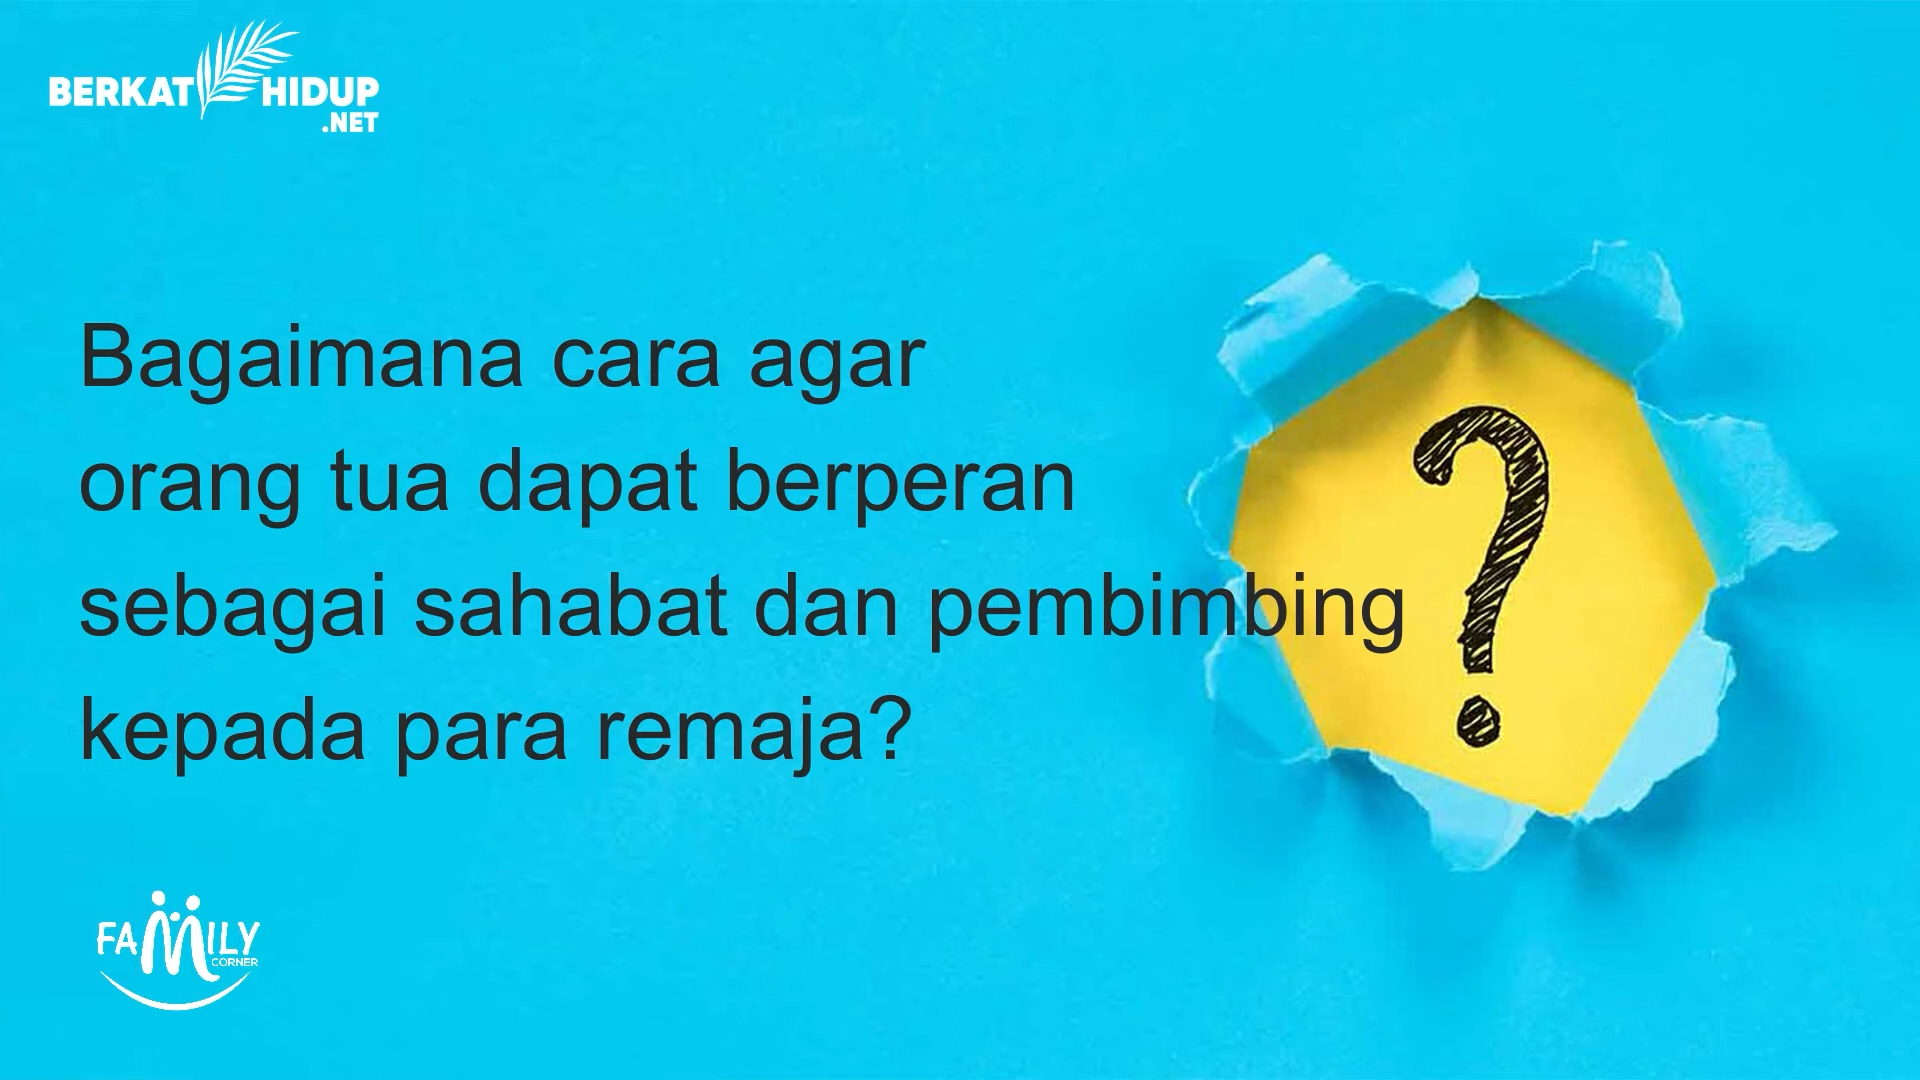 BERKAT HIDUP
.NET
Bagaimana cara agar
orang tua dapat berperan
sebagai sahabat dan pembimbing
kepada para remaja?
?
FAMILY
CORNER